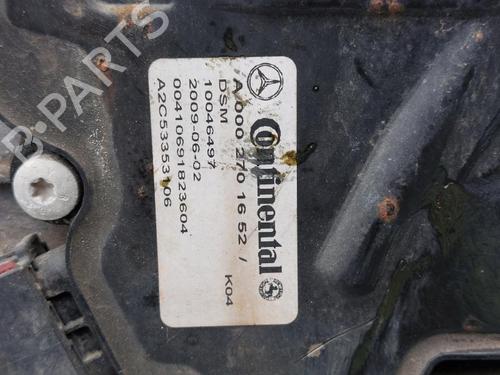 Continental
A 000 270 16 52 /
DSM K04
10046497
2009-06-02
00410691823604
A2C53353106
B-PARTS